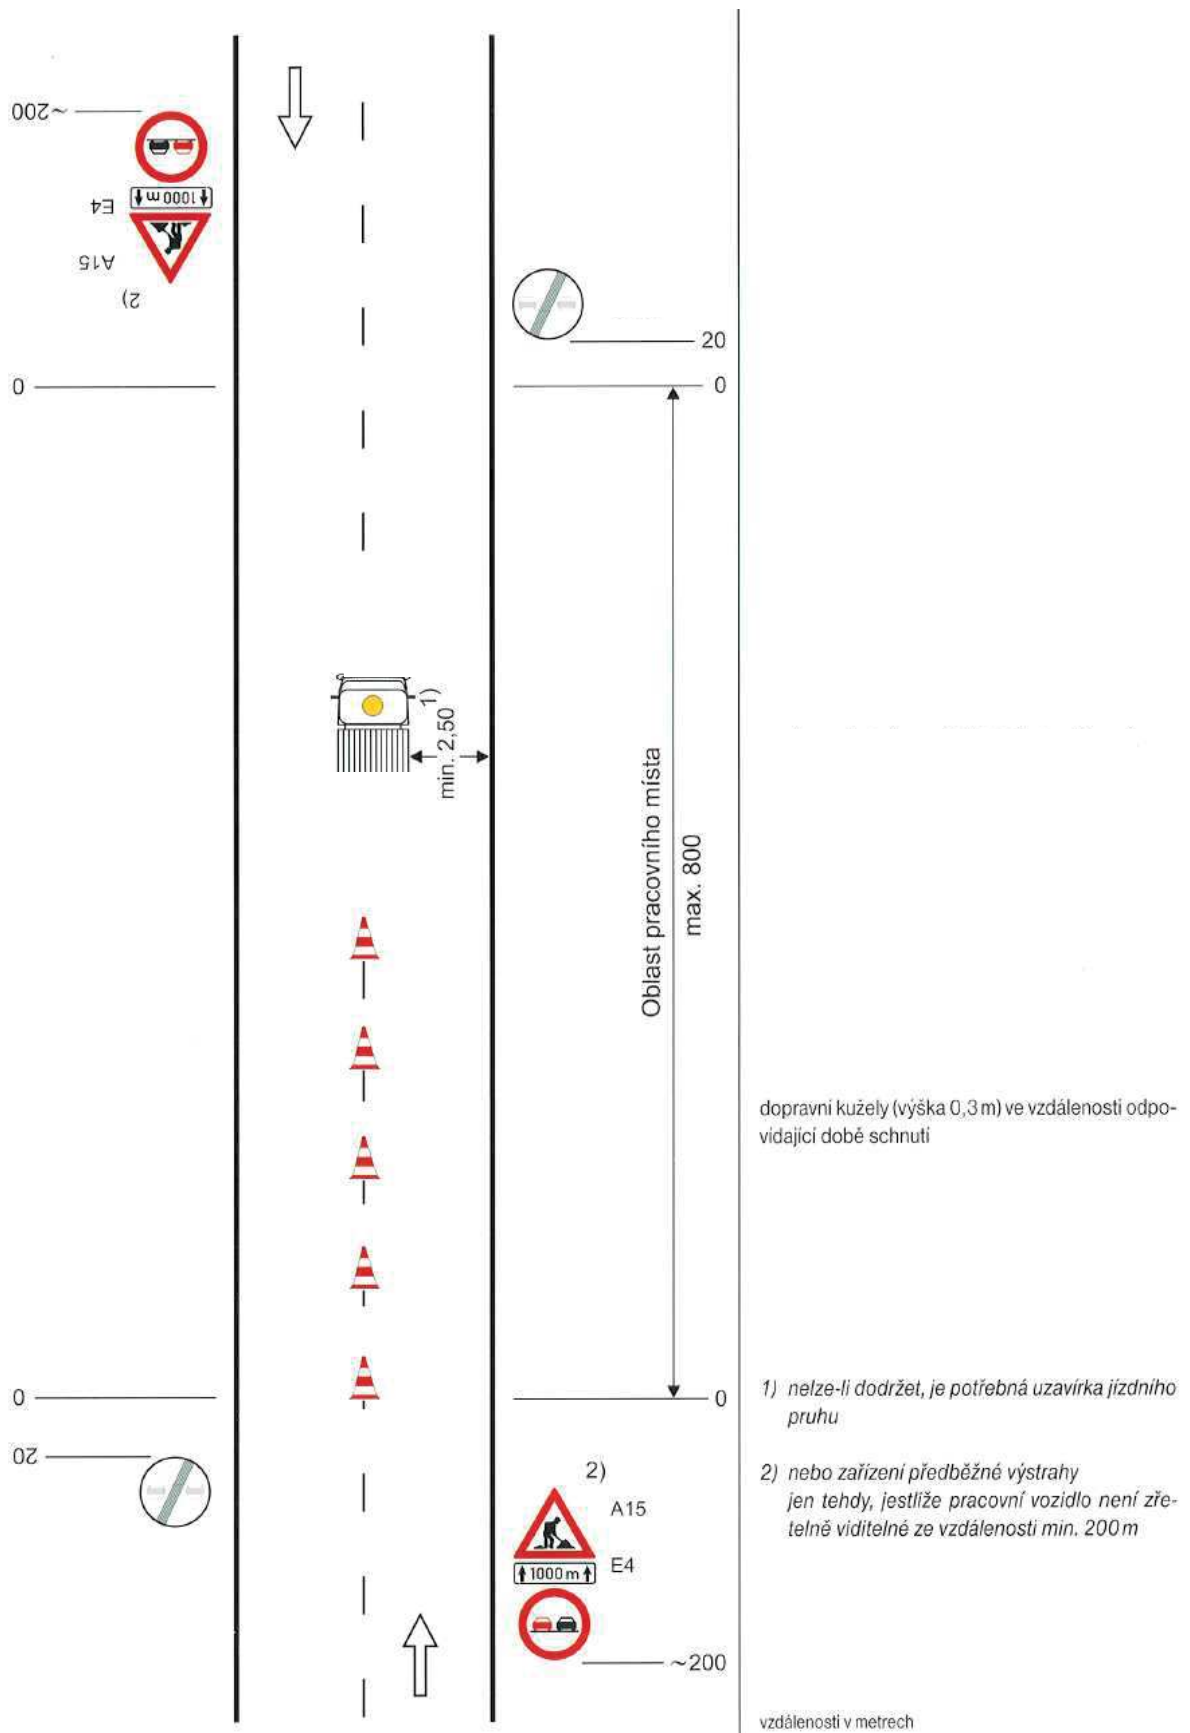 ~200
1000 m
E4
A15
2)
20
0
0
1)
min. 2,50
Oblast pracovního místa
max. 800
dopravní kužely (výška 0,3 m) ve vzdálenosti odpo-
vídající době schnutí
0
0
1) nelze-li dodržet, je potřebná uzavírka jízdního
pruhu
20
2)
2) nebo zařízení předběžné výstrahy
jen tehdy, jestliže pracovní vozidlo není zře-
telně viditelné ze vzdálenosti min. 200 m
A15
E4
1000 m
~200
vzdálenosti v metrech